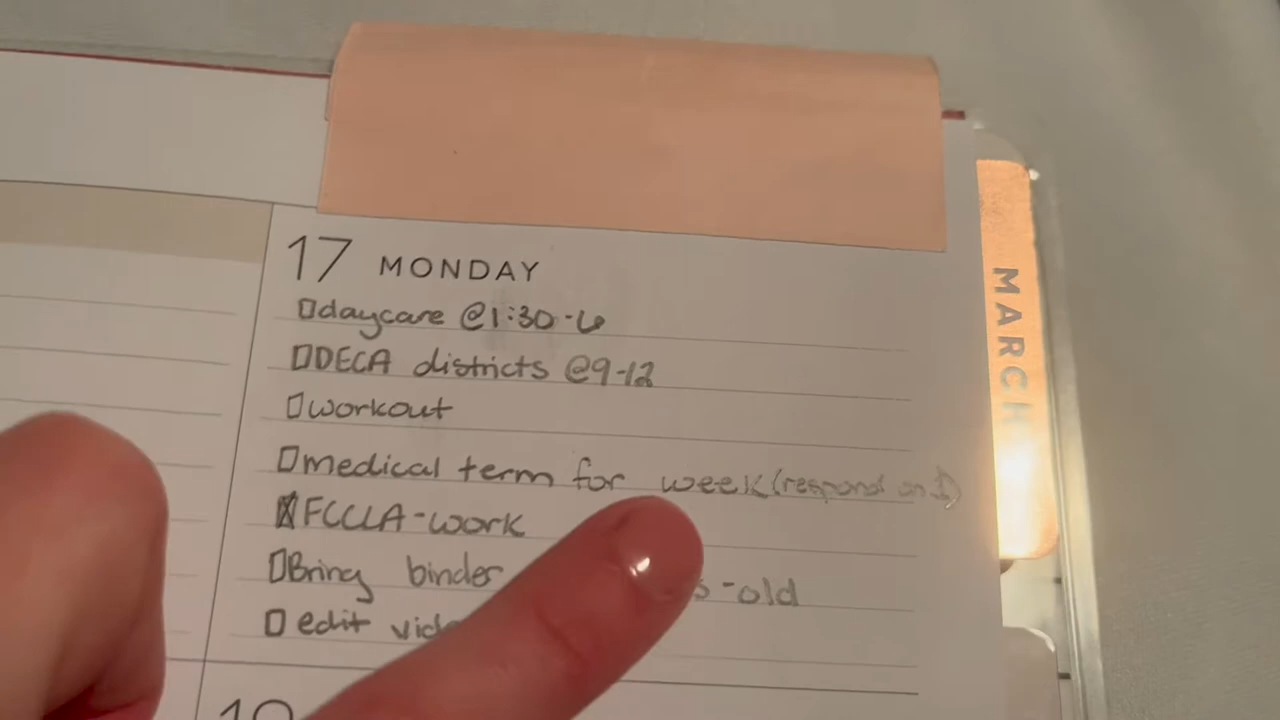 17 MONDAY
daycare @1:30-6
DECA districts @9-12
workout
medical term for week (respond on 1)
FCCLA-work
Bring binder -old
edit
MARCH